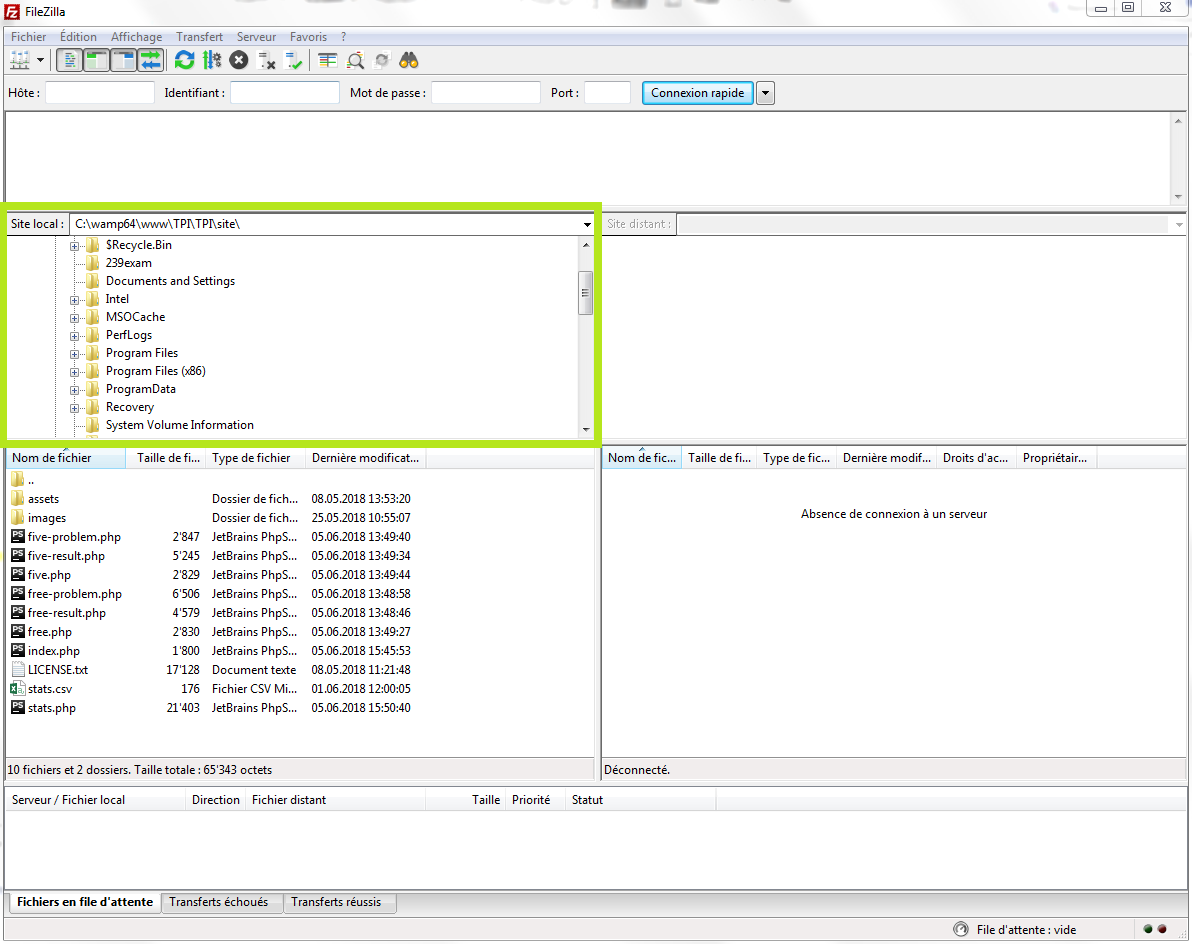 FileZilla
Fichier Édition Affichage Transfert Serveur Favoris ?
Hôte : Identifiant : Mot de passe : Port : Connexion rapide
Site local : C:\wamp64\www\TPI\TPI\site\
Site distant :
$Recycle.Bin
239exam
Documents and Settings
Intel
MSOCache
PerfLogs
Program Files
Program Files (x86)
ProgramData
Recovery
System Volume Information
Nom de fichier Taille de fi... Type de fichier Dernière modificat...
..
assets Dossier de fich... 08.05.2018 13:53:20
images Dossier de fich... 25.05.2018 10:55:07
PS five-problem.php 2'847 JetBrains PhpS... 05.06.2018 13:49:40
PS five-result.php 5'245 JetBrains PhpS... 05.06.2018 13:49:34
PS five.php 2'829 JetBrains PhpS... 05.06.2018 13:49:44
PS free-problem.php 6'506 JetBrains PhpS... 05.06.2018 13:48:58
PS free-result.php 4'579 JetBrains PhpS... 05.06.2018 13:48:46
PS free.php 2'830 JetBrains PhpS... 05.06.2018 13:49:27
PS index.php 1'800 JetBrains PhpS... 05.06.2018 15:45:53
LICENSE.txt 17'128 Document texte 08.05.2018 11:21:48
stats.csv 176 Fichier CSV Mi... 01.06.2018 12:00:05
PS stats.php 21'403 JetBrains PhpS... 05.06.2018 15:50:40
10 fichiers et 2 dossiers. Taille totale : 65'343 octets
Nom de fic... Taille de fi... Type de fic... Dernière modif... Droits d'ac... Propriétair...
Absence de connexion à un serveur
Déconnecté.
Serveur / Fichier local Direction Fichier distant Taille Priorité Statut
Fichiers en file d'attente Transferts échoués Transferts réussis
File d'attente : vide